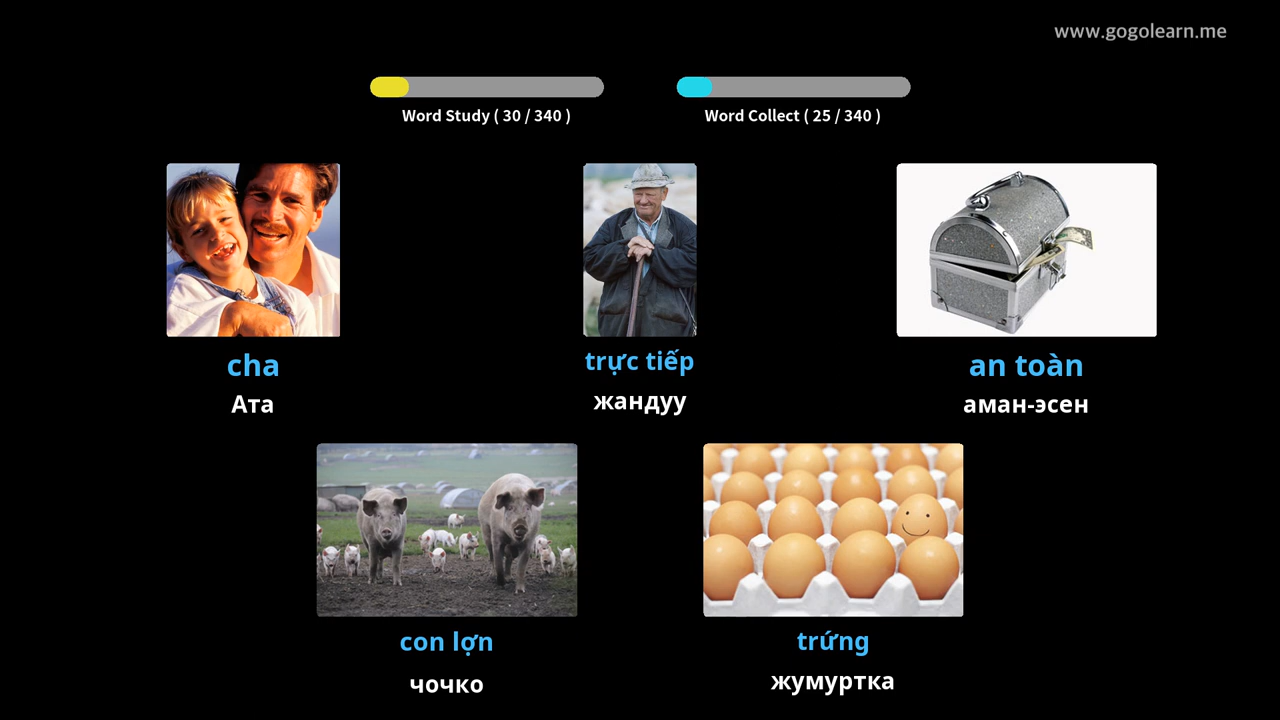 www.gogolearn.me
Word Study ( 30 / 340 )
Word Collect ( 25 / 340 )
cha
Ата
trực tiếp
жандуу
an toàn
аман-эсен
con lợn
чочко
trứng
жумуртка